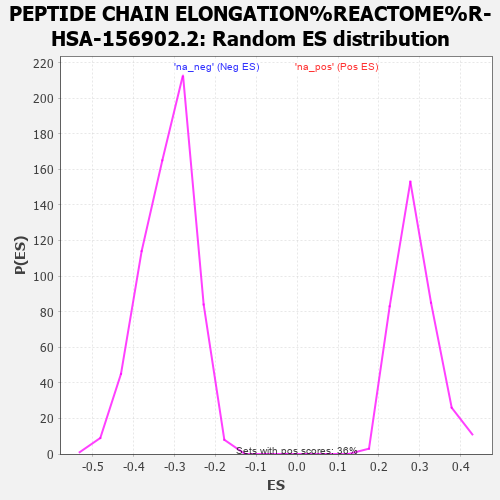 PEPTIDE CHAIN ELONGATION%REACTOME%R-
HSA-156902.2: Random ES distribution
'na_neg' (Neg ES) 'na_pos' (Pos ES)
220
200
180
160
140
120
100
80
60
40
20
0
P(ES)
Sets with pos scores: 36%
-0.5 -0.4 -0.3 -0.2 -0.1 0.0 0.1 0.2 0.3 0.4
ES